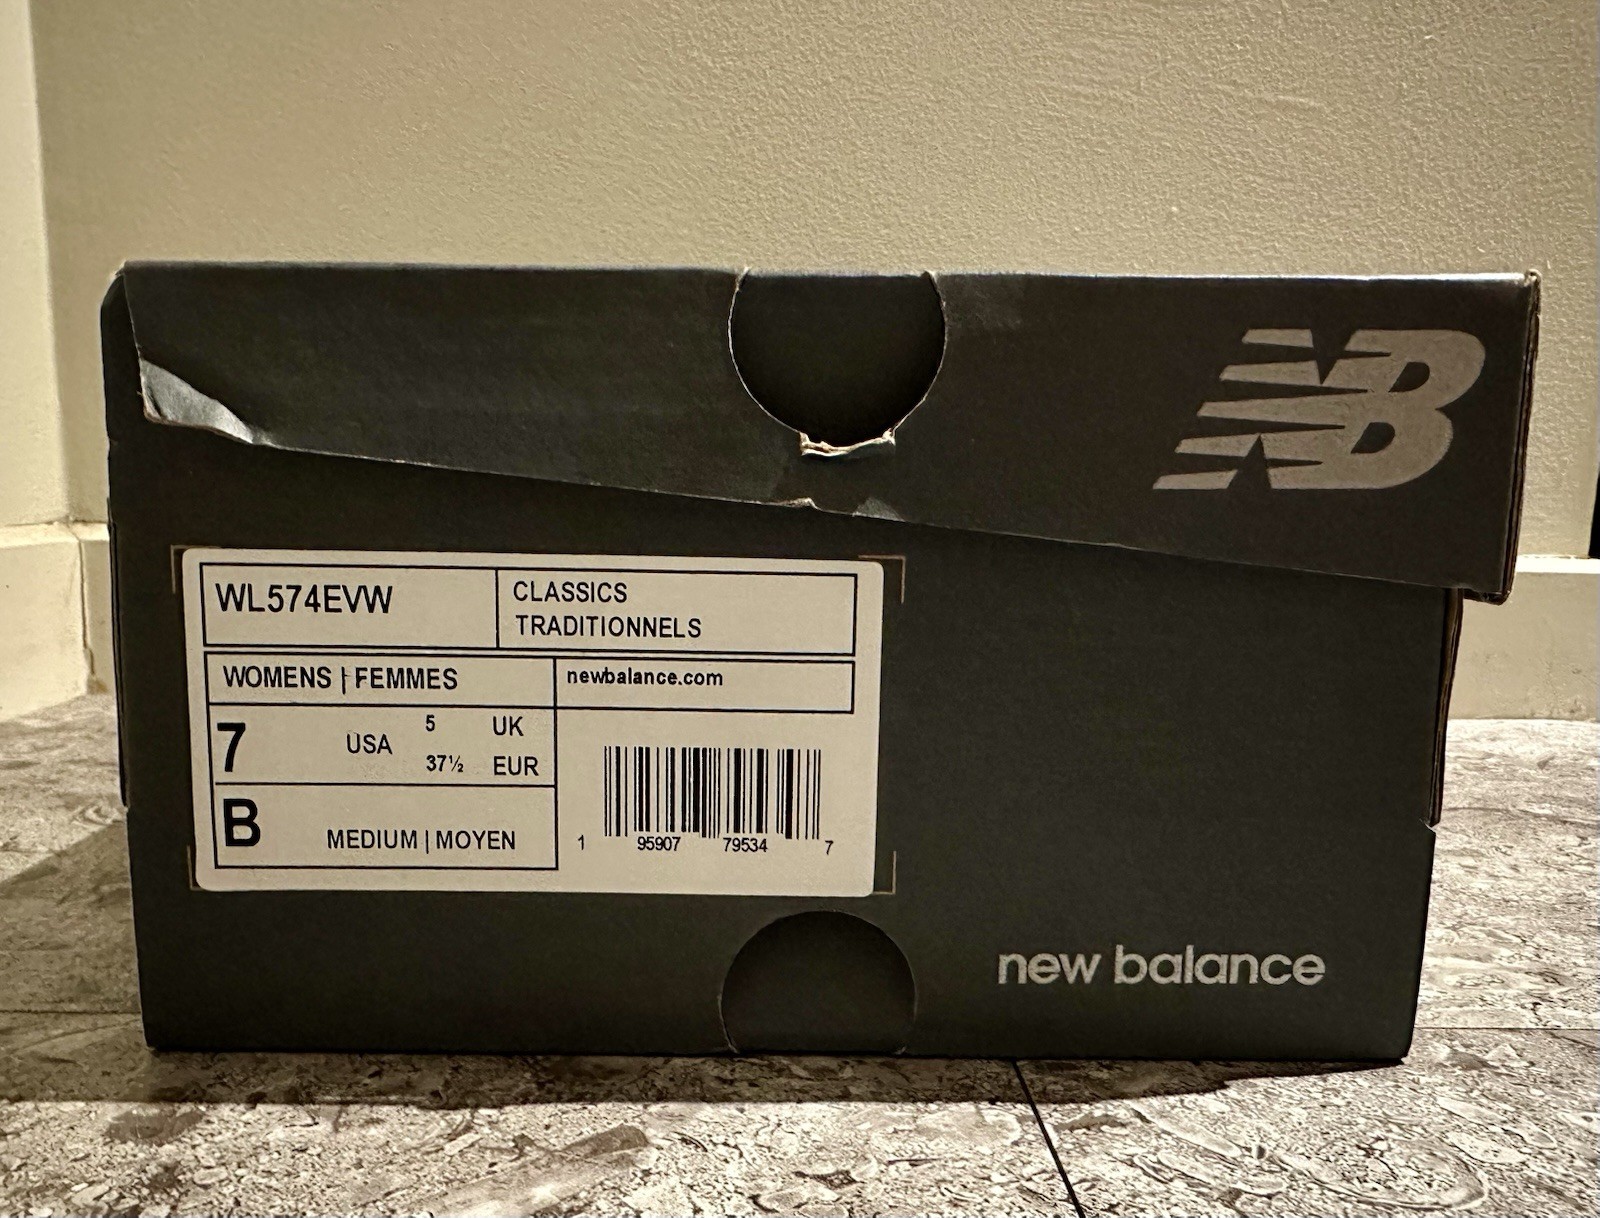 NB
WL574EVW
CLASSICS
TRADITIONNELS
WOMENS | FEMMES
newbalance.com
7 USA 5 UK
37½ EUR
B MEDIUM | MOYEN
1 95907 79534 7
new balance